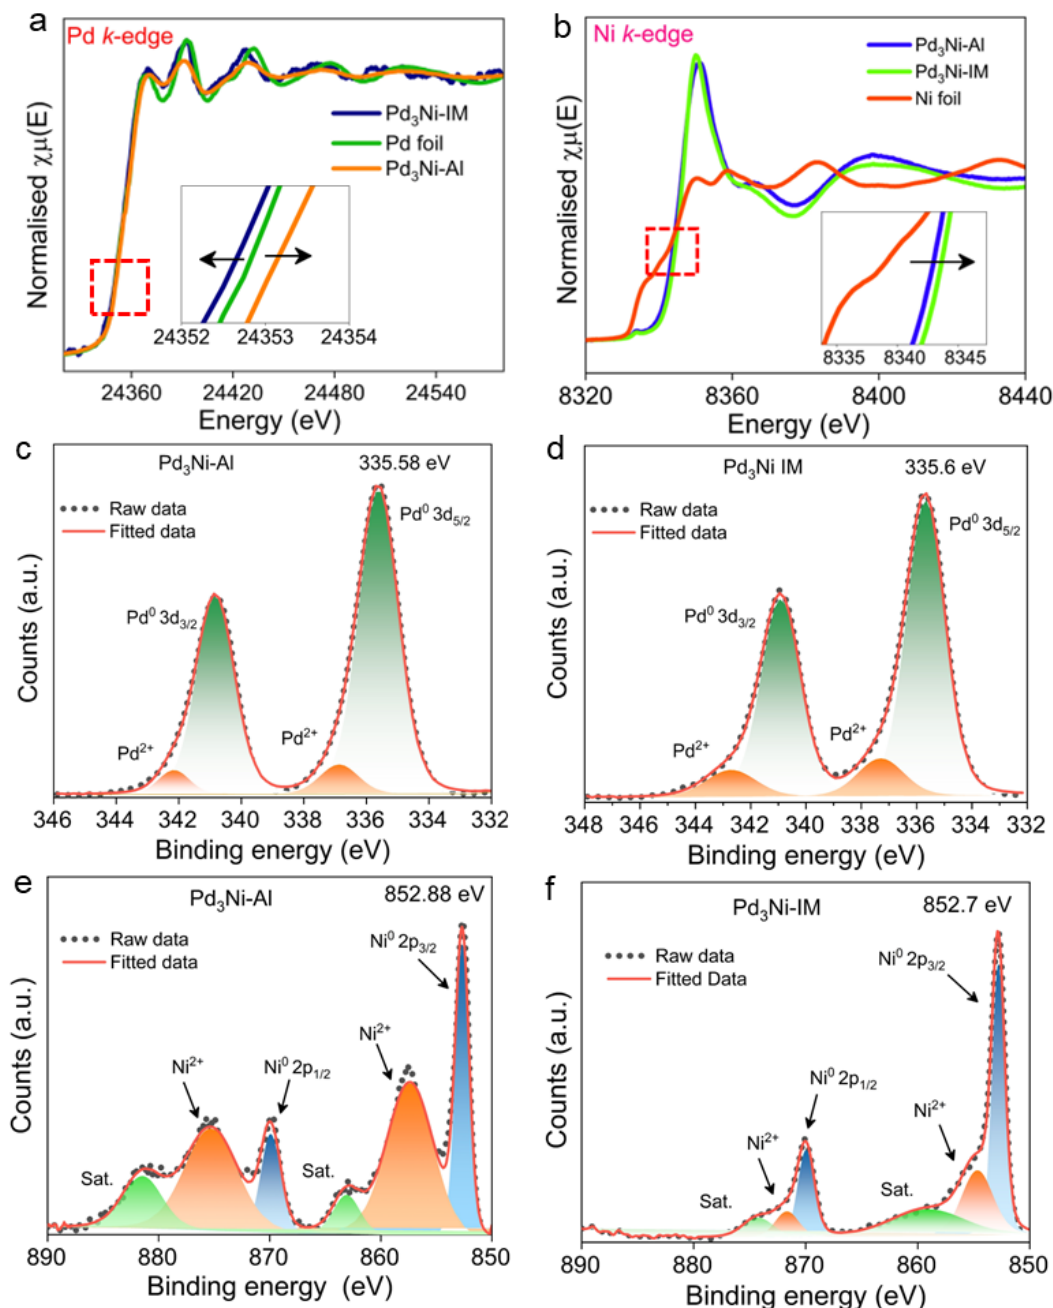 a
Pd k-edge
Normalised χμ(E)
Pd₃Ni-IM
Pd foil
Pd₃Ni-Al
24352 24353 24354
24360 24420 24480 24540
Energy (eV)
b
Ni k-edge
Normalised χμ(E)
Pd₃Ni-Al
Pd₃Ni-IM
Ni foil
8335 8340 8345
8320 8360 8400 8440
Energy (eV)
c
Pd₃Ni-Al
335.58 eV
Raw data
Fitted data
Pd⁰ 3d₅/₂
Pd⁰ 3d₃/₂
Pd²⁺
Pd²⁺
Counts (a.u.)
346 344 342 340 338 336 334 332
Binding energy (eV)
d
Pd₃Ni IM
335.6 eV
Raw data
Fitted data
Pd⁰ 3d₅/₂
Pd⁰ 3d₃/₂
Pd²⁺
Pd²⁺
Counts (a.u.)
348 346 344 342 340 338 336 334 332
Binding energy (eV)
e
Pd₃Ni-Al
852.88 eV
Raw data
Fitted data
Ni⁰ 2p₃/₂
Ni²⁺
Ni²⁺
Ni⁰ 2p₁/₂
Sat.
Sat.
Counts (a.u.)
890 880 870 860 850
Binding energy (eV)
f
Pd₃Ni-IM
852.7 eV
Raw data
Fitted Data
Ni⁰ 2p₃/₂
Ni⁰ 2p₁/₂
Ni²⁺
Ni²⁺
Sat.
Sat.
Counts (a.u.)
890 880 870 860 850
Binding energy (eV)